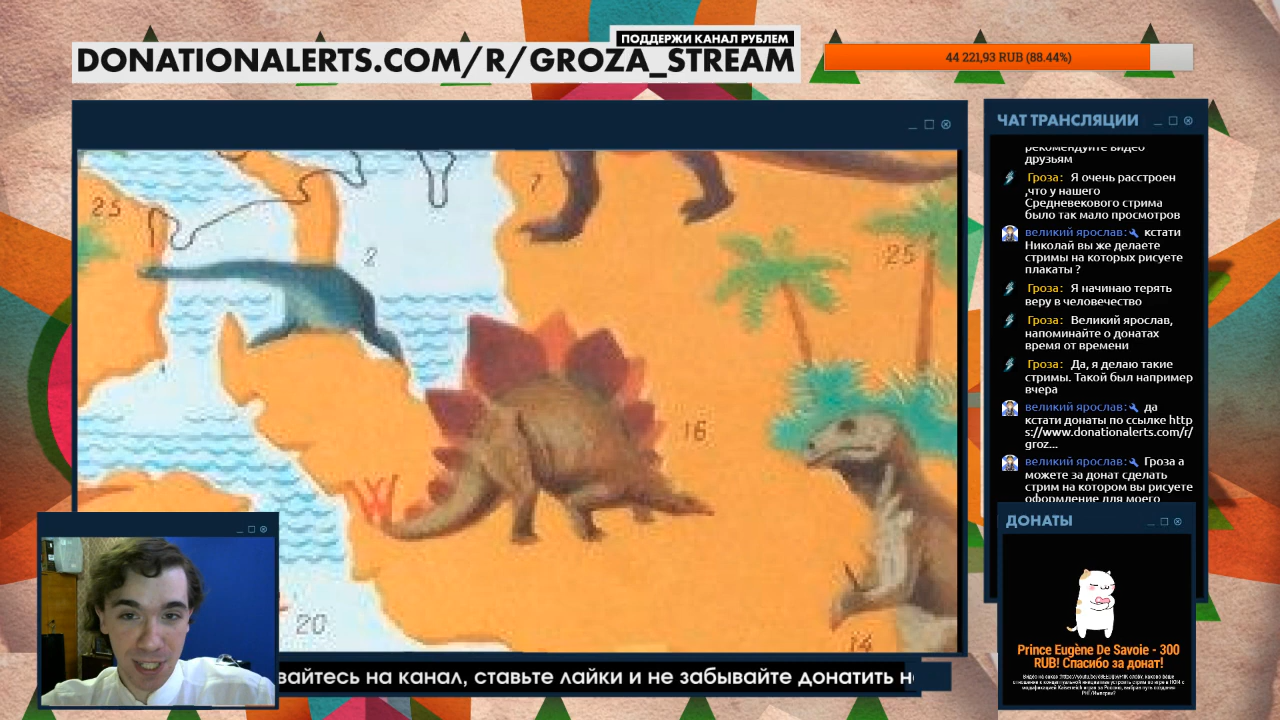 ПОДДЕРЖИ КАНАЛ РУБЛЕМ
DONATIONALERTS.COM/R/GROZA_STREAM
44 221,93 RUB (88.44%)
25
2
7
25
16
20
14
ЧАТ ТРАНСЛЯЦИИ
рекомендуйте видео
друзьям
Гроза: Я очень расстроен
,что у нашего
Средневекового стрима
было так мало просмотров
великий ярослав: кстати
Николай вы же делаете
стримы на которых рисуете
плакаты ?
Гроза: Я начинаю терять
веру в человечество
Гроза: Великий ярослав,
напоминайте о донатах
время от времени
Гроза: Да, я делаю такие
стримы. Такой был например
вчера
великий ярослав: да
кстати донаты по ссылке http
s://www.donationalerts.com/r/
groz...
великий ярослав: Гроза а
можете за донат сделать
стрим на котором вы рисуете
оформление для моего
ДОНАТЫ
Prince Eugène De Savoie - 300
RUB! Спасибо за донат!
вайтесь на канал, ставьте лайки и не забывайте донатить н